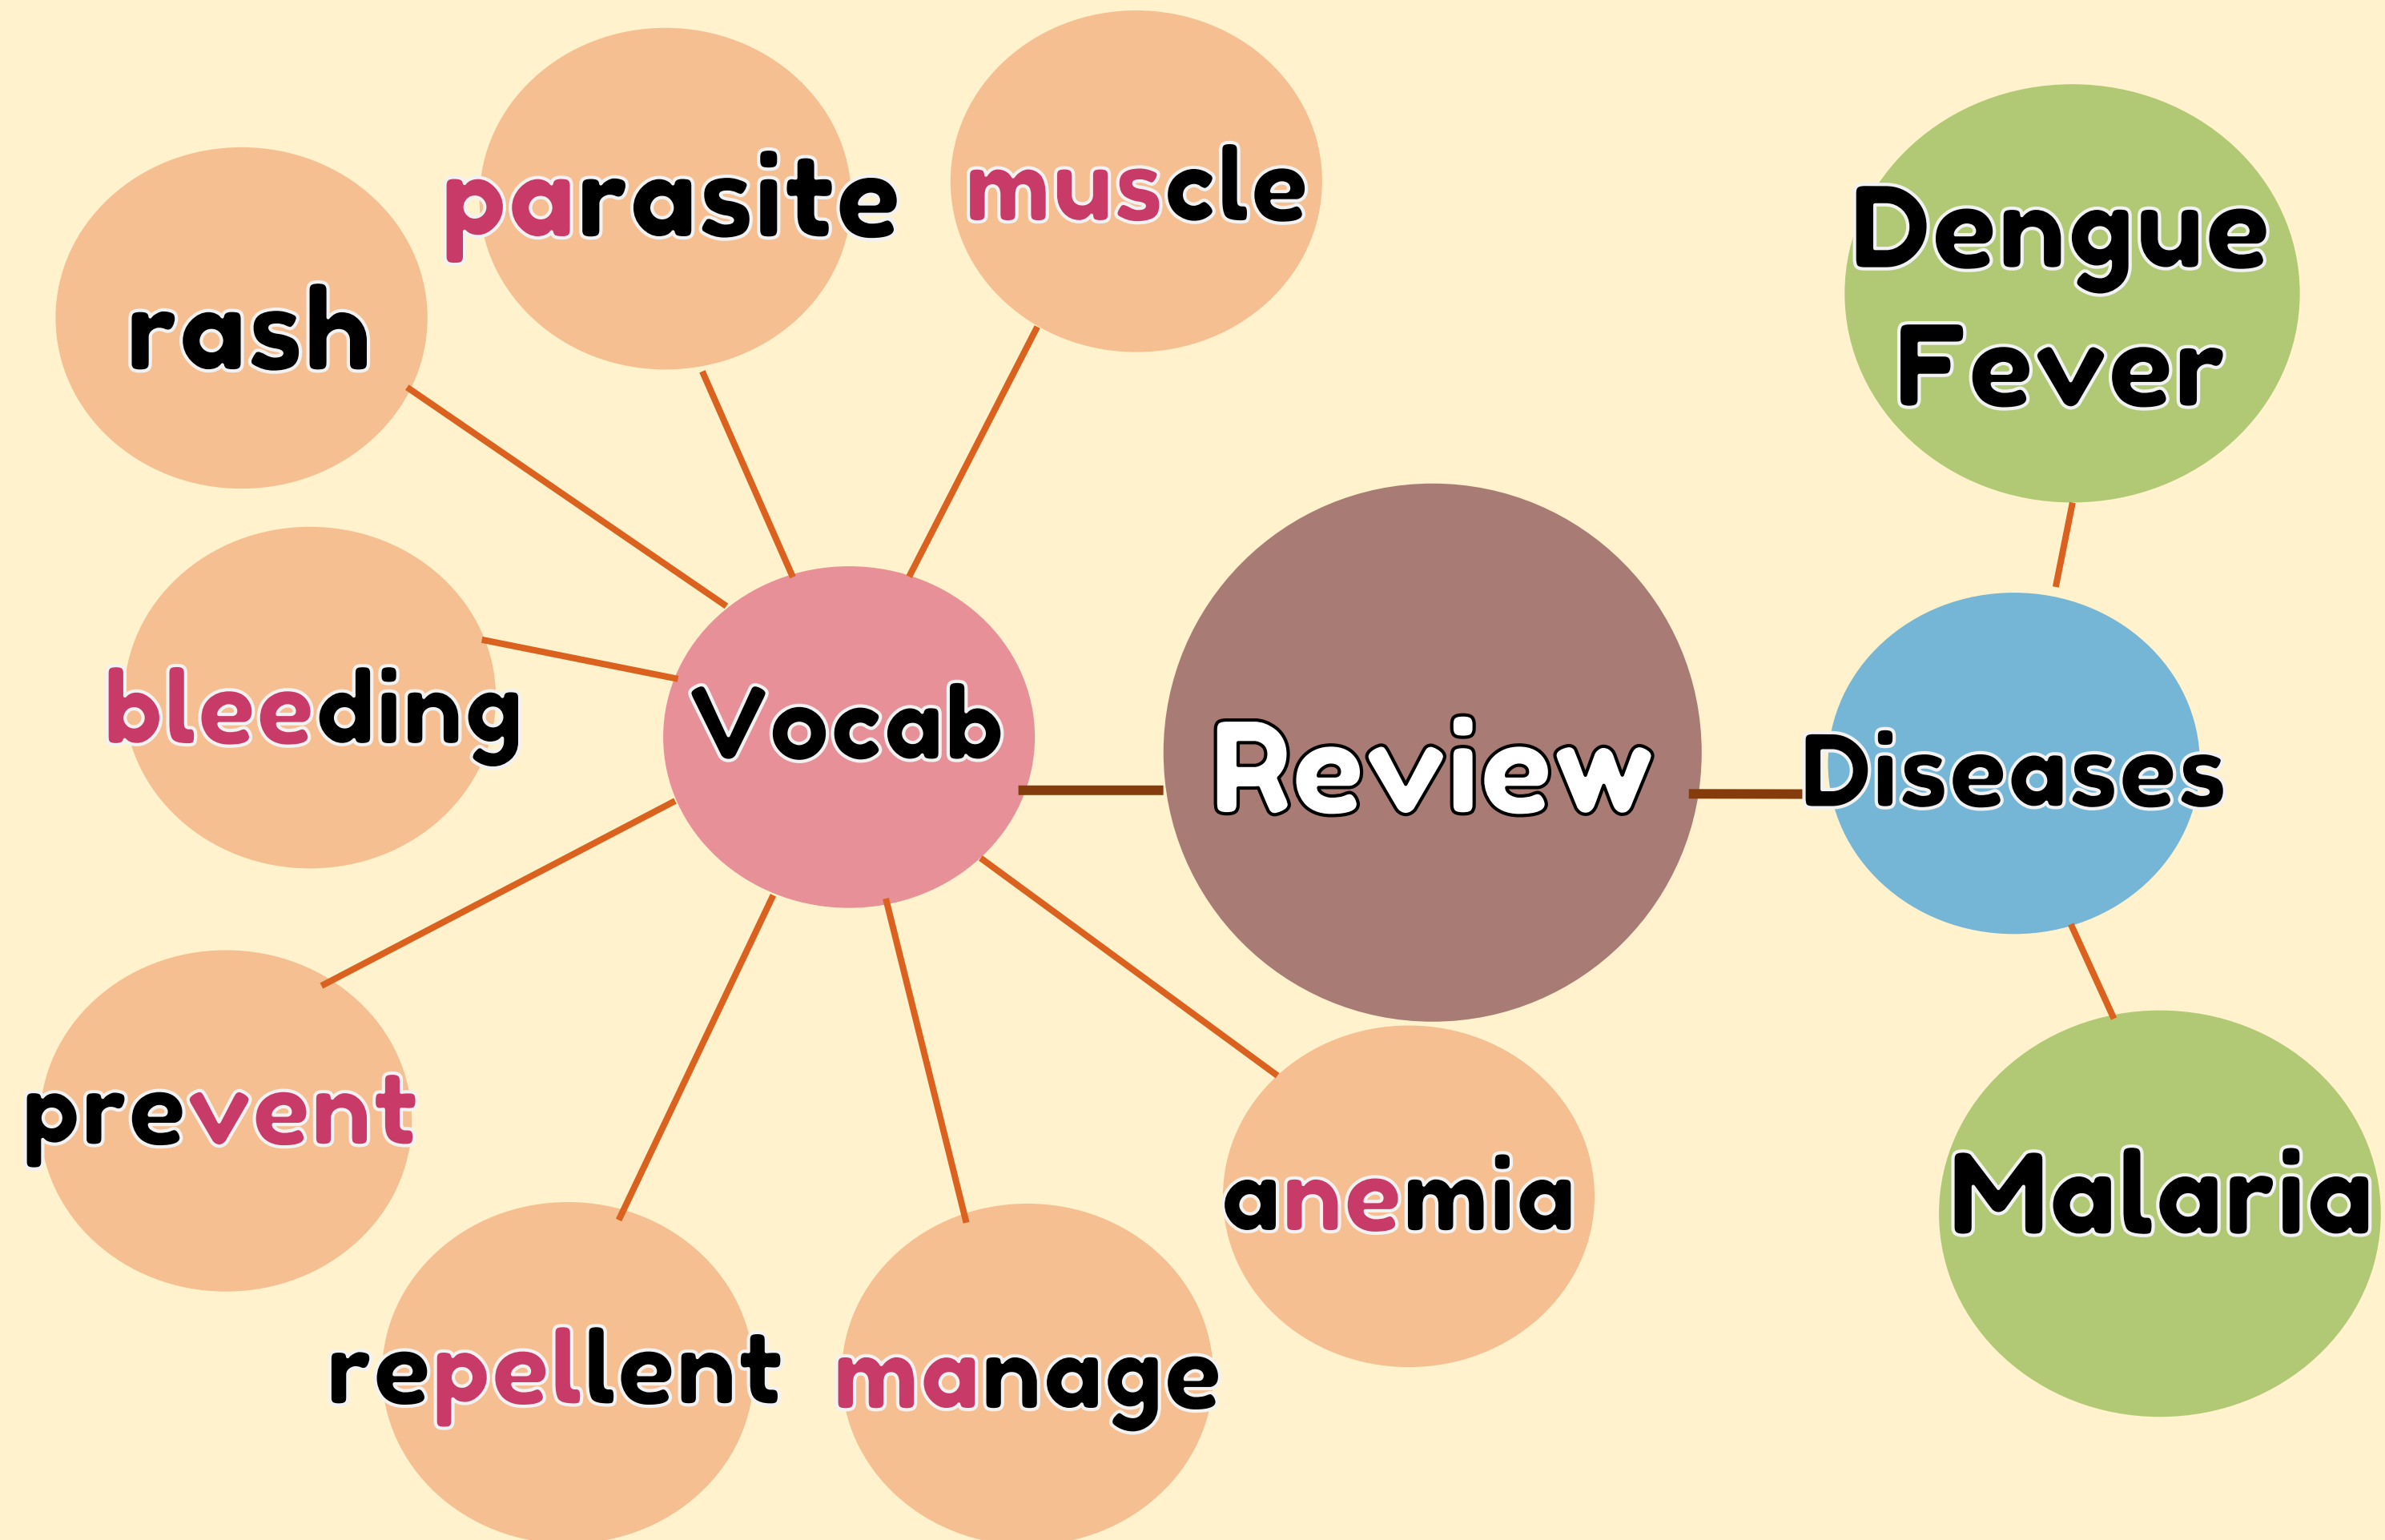 muscle
parasite
rash
Dengue
Fever
bleeding
Vocab
Review
Diseases
prevent
anemia
Malaria
repellent
manage